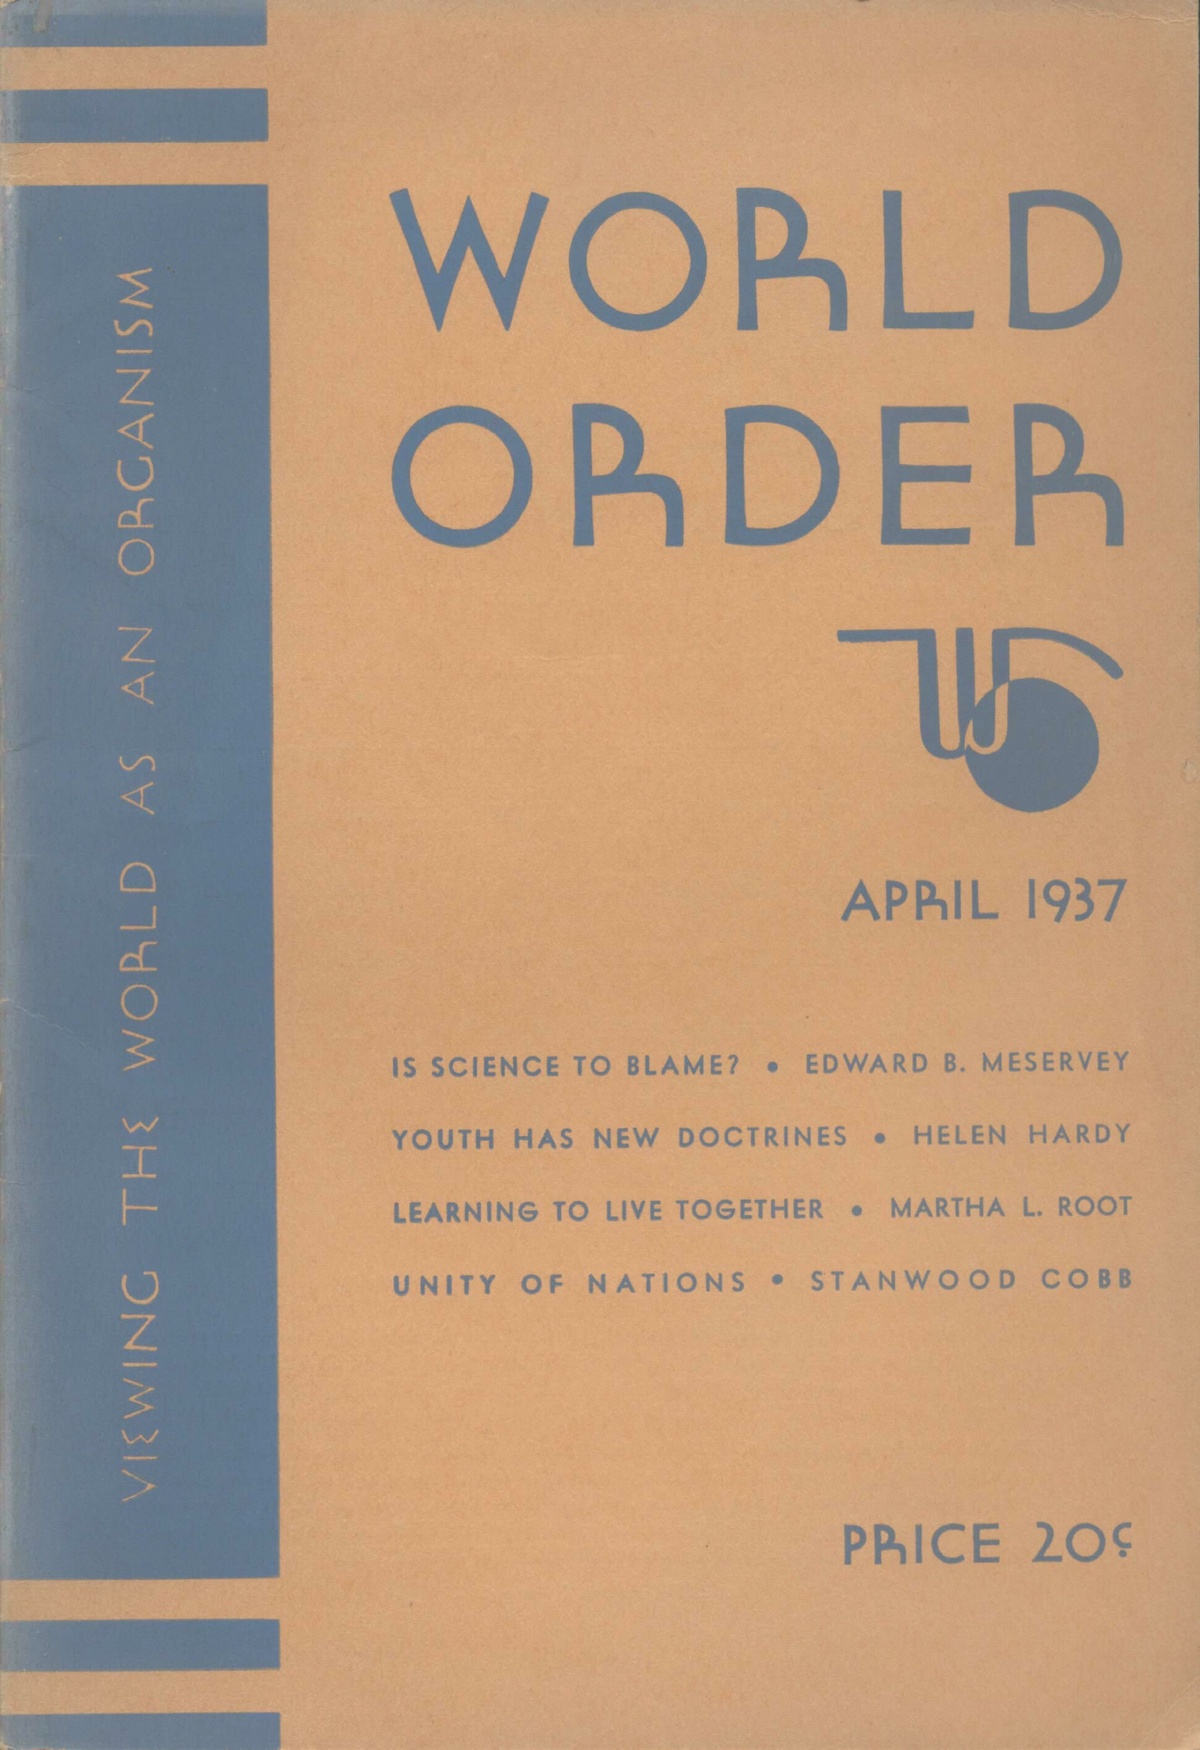 WORLD
ORDER
APRIL 1937
IS SCIENCE TO BLAME? • EDWARD B. MESERVEY
YOUTH HAS NEW DOCTRINES • HELEN HARDY
LEARNING TO LIVE TOGETHER • MARTHA L. ROOT
UNITY OF NATIONS • STANWOOD COBB
PRICE 20¢
VIEWING THE WORLD AS AN ORGANISM